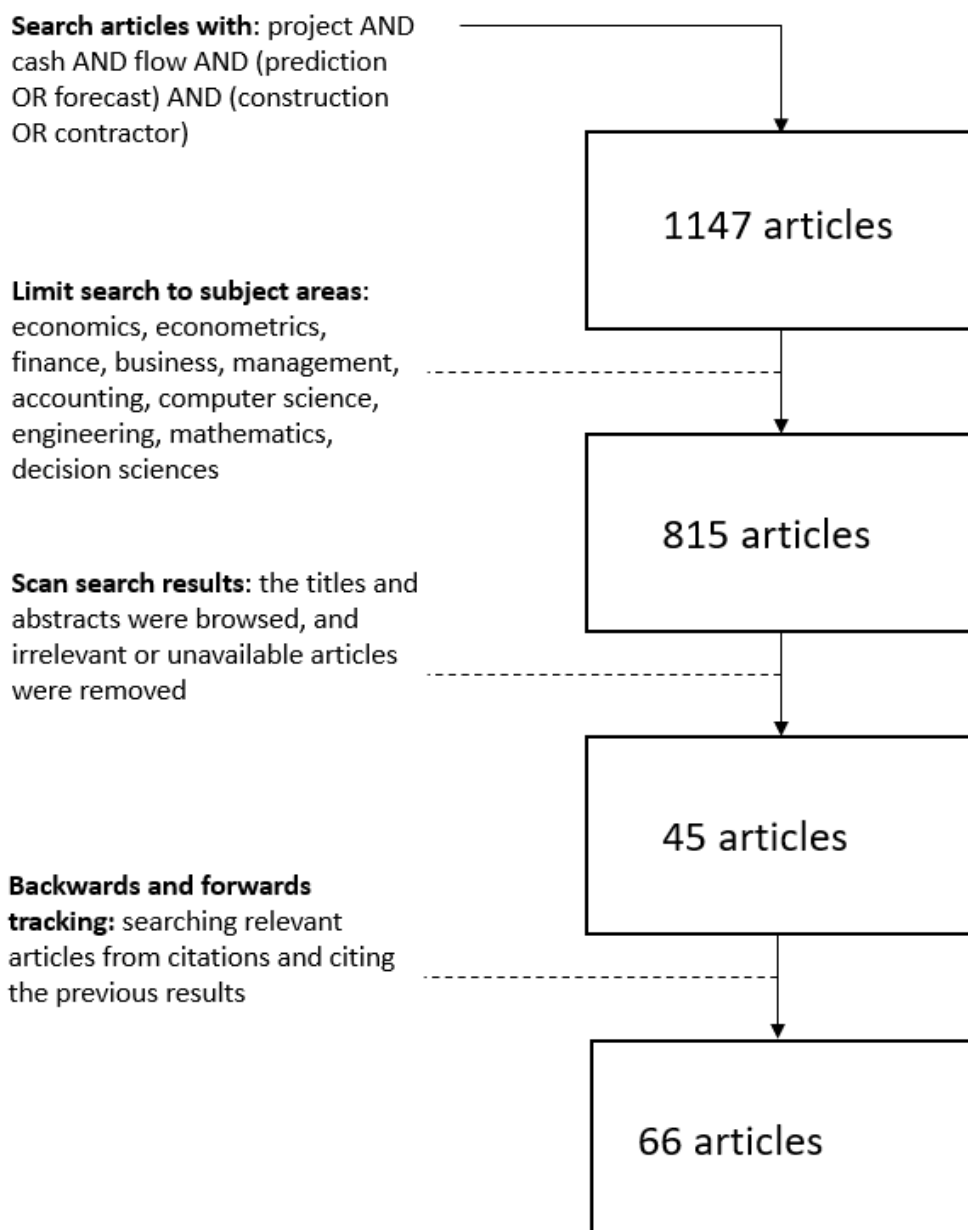 Search articles with: project AND
cash AND flow AND (prediction
OR forecast) AND (construction
OR contractor)
1147 articles
Limit search to subject areas:
economics, econometrics,
finance, business, management,
accounting, computer science,
engineering, mathematics,
decision sciences
815 articles
Scan search results: the titles and
abstracts were browsed, and
irrelevant or unavailable articles
were removed
45 articles
Backwards and forwards
tracking: searching relevant
articles from citations and citing
the previous results
66 articles